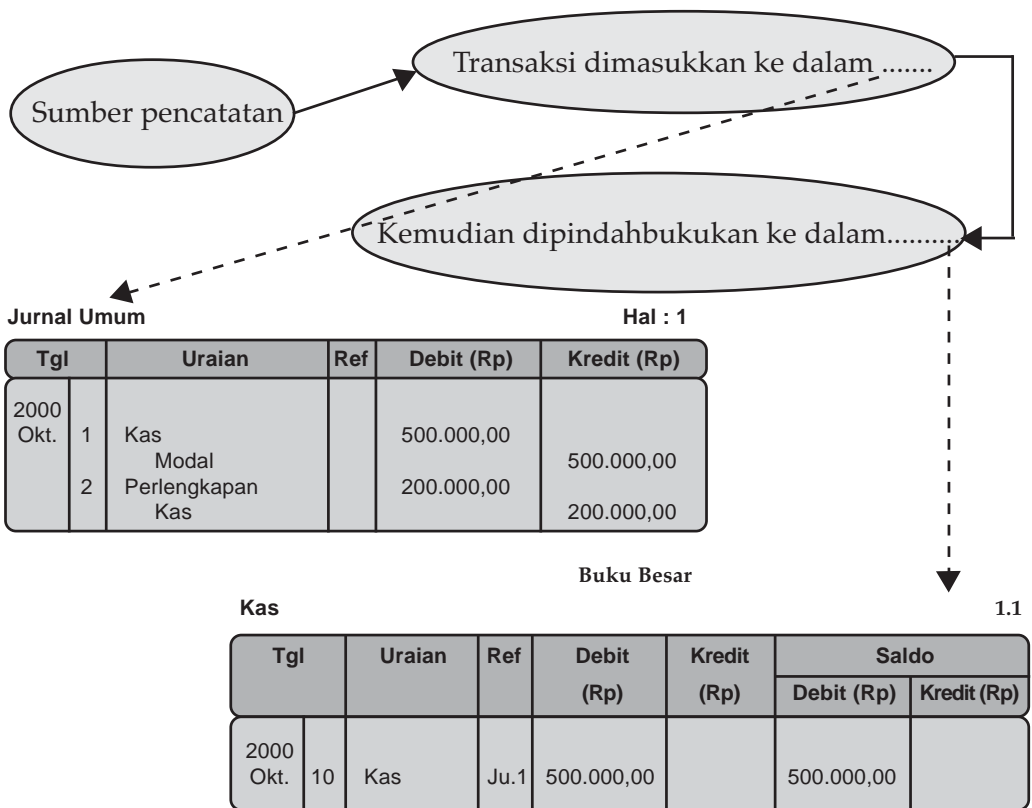 Transaksi dimasukkan ke dalam .......
Sumber pencatatan
Kemudian dipindahbukukan ke dalam...........
Jurnal Umum Hal : 1
Tgl Uraian Ref Debit (Rp) Kredit (Rp)
2000
Okt. 1 Kas 500.000,00
Modal 500.000,00
2 Perlengkapan 200.000,00
Kas 200.000,00
Buku Besar
Kas 1.1
Tgl Uraian Ref Debit Kredit Saldo
(Rp) (Rp) Debit (Rp) Kredit (Rp)
2000
Okt. 10 Kas Ju.1 500.000,00 500.000,00